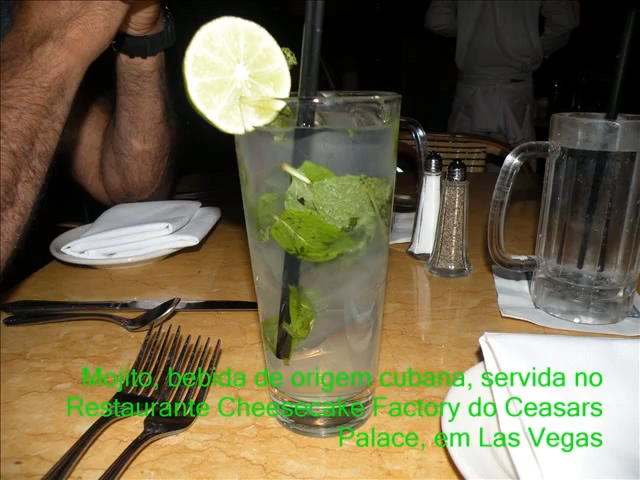 Mojito, bebida de origem cubana, servida no
Restaurante Cheesecake Factory do Ceasars
Palace, em Las Vegas